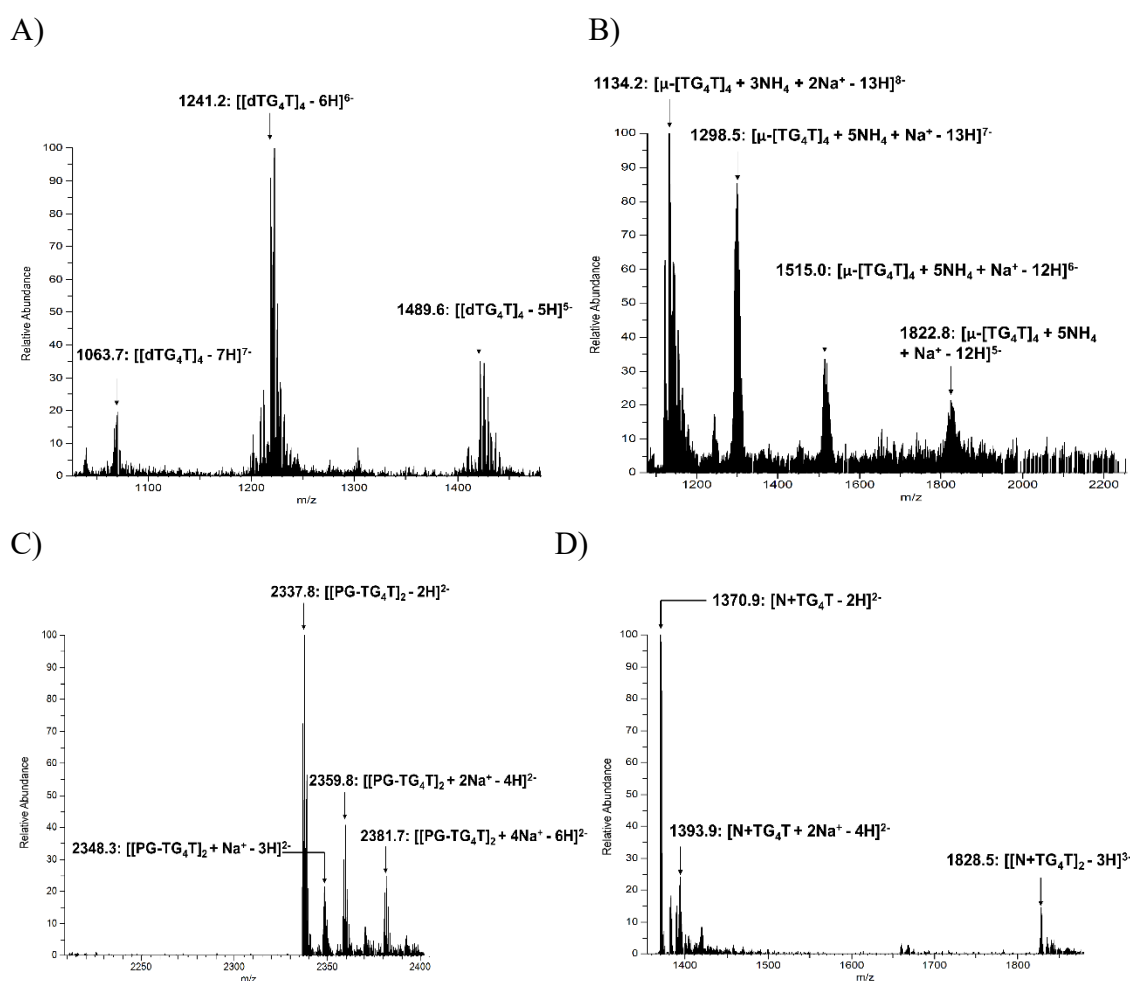 A)
1241.2: [[dTG₄T]₄ - 6H]⁶⁻
1489.6: [[dTG₄T]₄ - 5H]⁵⁻
1063.7: [[dTG₄T]₄ - 7H]⁷⁻
Relative Abundance
100
90
80
70
60
50
40
30
20
10
0
1100
1200
1300
1400
m/z
B)
1134.2: [μ-[TG₄T]₄ + 3NH₄ + 2Na⁺ - 13H]⁸⁻
1298.5: [μ-[TG₄T]₄ + 5NH₄ + Na⁺ - 13H]⁷⁻
1515.0: [μ-[TG₄T]₄ + 5NH₄ + Na⁺ - 12H]⁶⁻
1822.8: [μ-[TG₄T]₄ + 5NH₄
+ Na⁺ - 12H]⁵⁻
Relative Abundance
100
90
80
70
60
50
40
30
20
10
0
1200
1400
1600
1800
2000
2200
m/z
C)
2337.8: [[PG-TG₄T]₂ - 2H]²⁻
2359.8: [[PG-TG₄T]₂ + 2Na⁺ - 4H]²⁻
2381.7: [[PG-TG₄T]₂ + 4Na⁺ - 6H]²⁻
2348.3: [[PG-TG₄T]₂ + Na⁺ - 3H]²⁻
Relative Abundance
100
90
80
70
60
50
40
30
20
10
0
2250
2300
2350
2400
m/z
D)
1370.9: [N+TG₄T - 2H]²⁻
1393.9: [N+TG₄T + 2Na⁺ - 4H]²⁻
1828.5: [[N+TG₄T]₂ - 3H]³⁻
Relative Abundance
100
90
80
70
60
50
40
30
20
10
0
1400
1500
1600
1700
1800
m/z